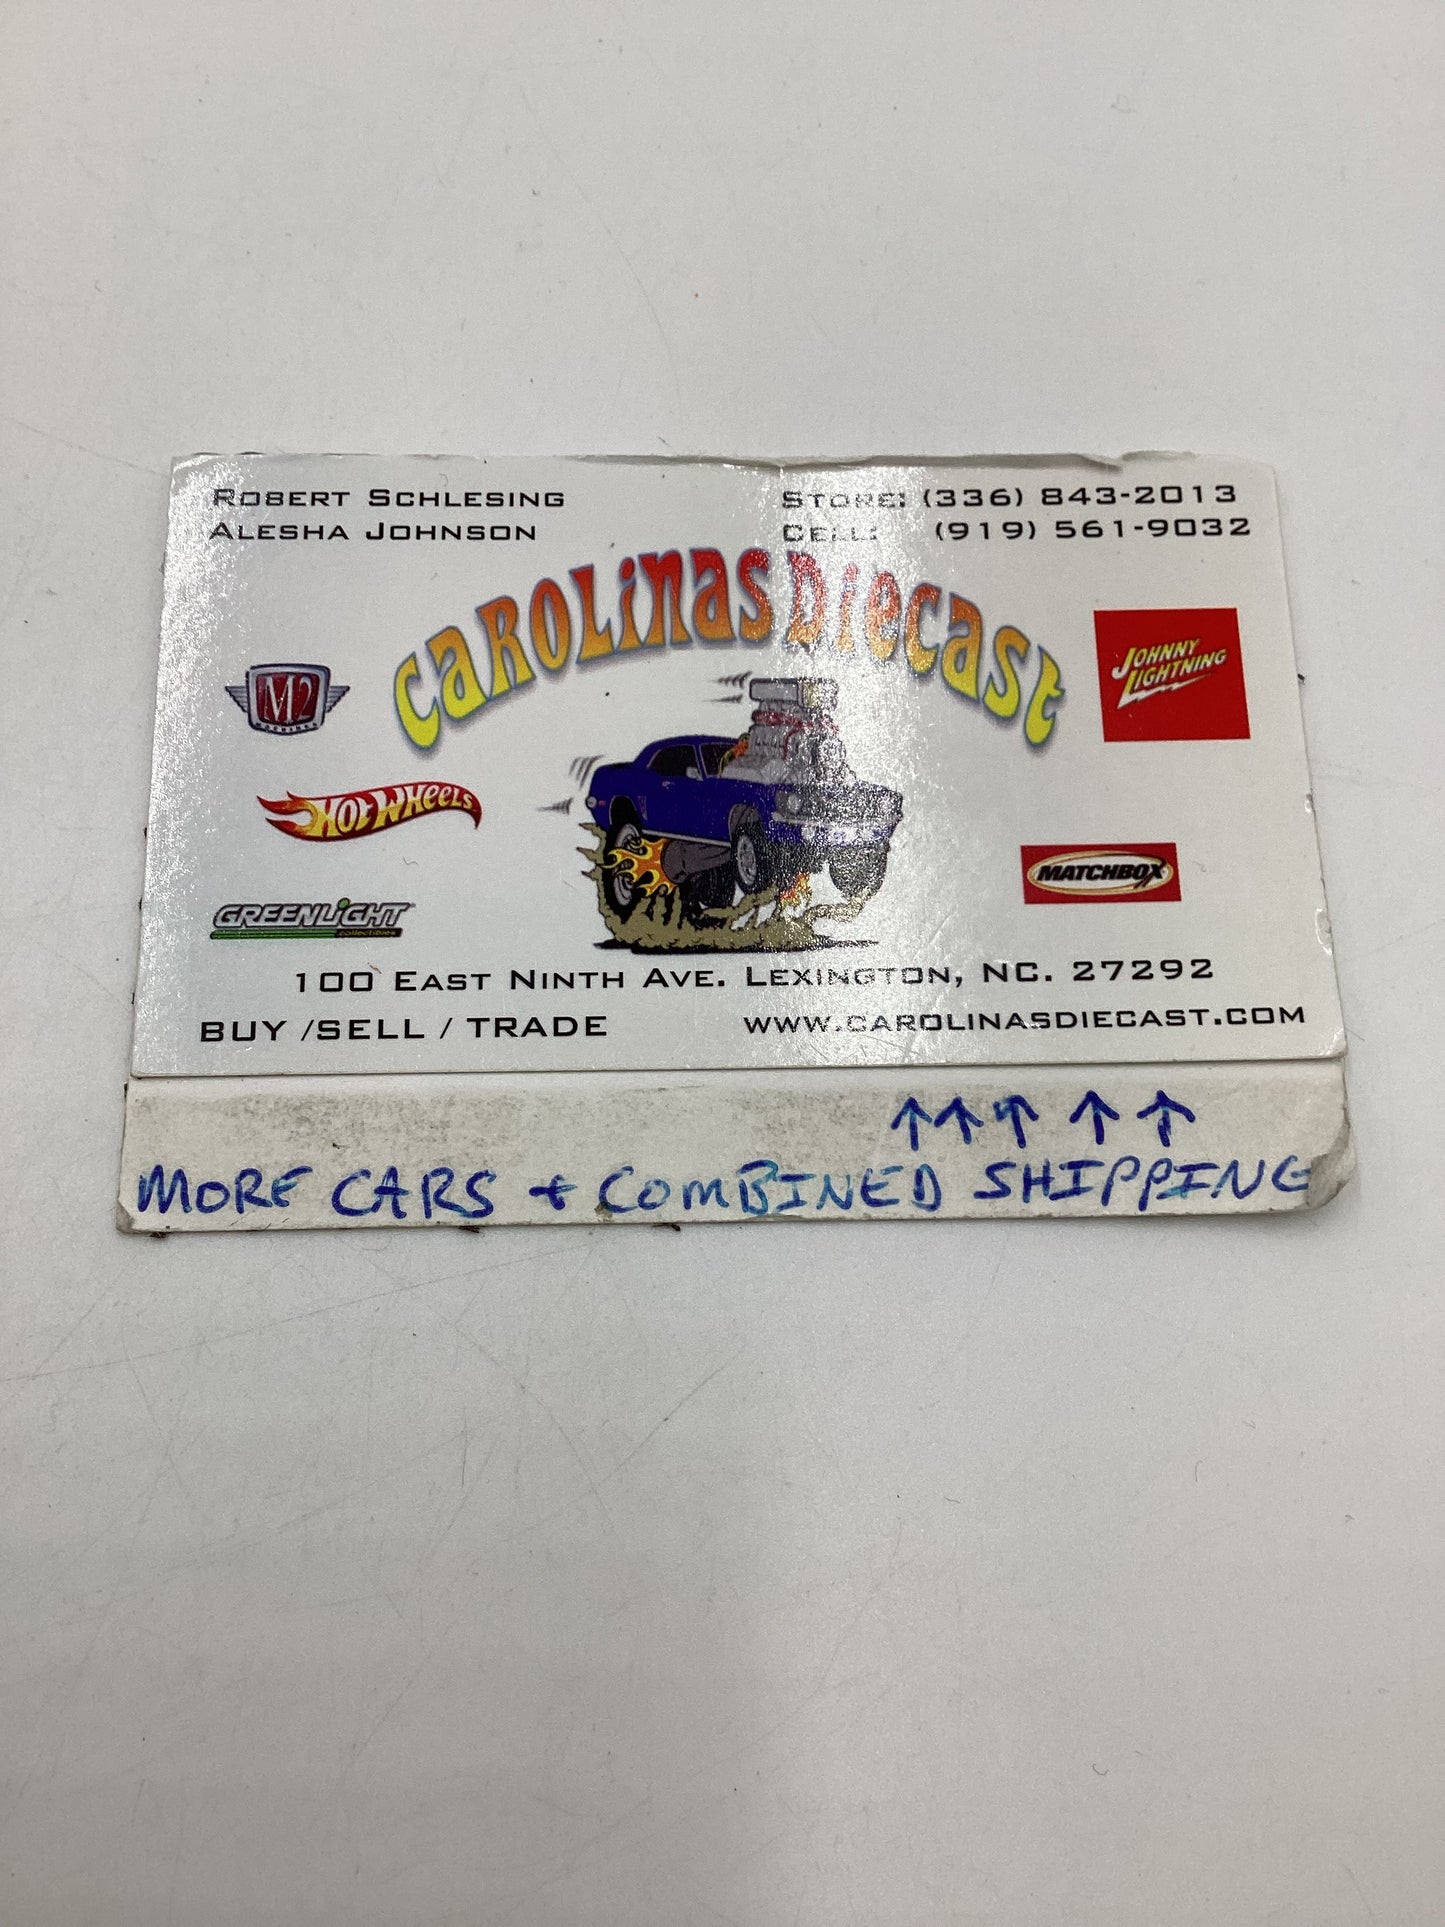 ROBERT SCHLESING
ALESHA JOHNSON
STORE: (336) 843-2013
CELL: (919) 561-9032
CAROLINAS DIECAST
M2
MACHINES
JOHNNY LIGHTNING
HOT WHEELS
MATCHBOX
GREENLIGHT
collectibles
100 EAST NINTH AVE. LEXINGTON, NC. 27292
BUY /SELL / TRADE
WWW.CAROLINASDIECAST.COM
↑ ↑ ↑ ↑ ↑
MORE CARS + COMBINED SHIPPING